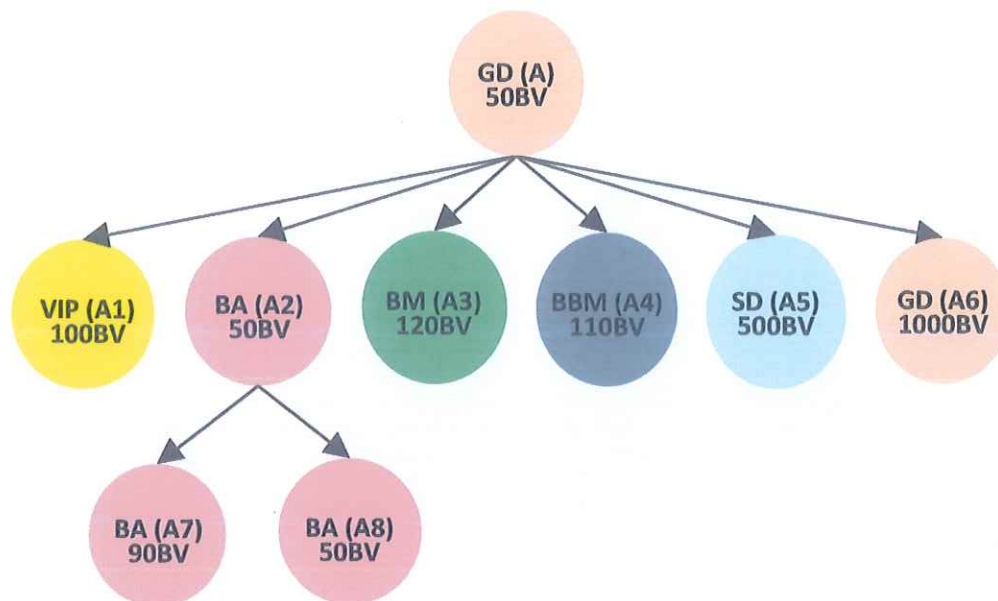 GD (A)
50BV
VIP (A1)
100BV
BA (A2)
50BV
BM (A3)
120BV
BBM (A4)
110BV
SD (A5)
500BV
GD (A6)
1000BV
BA (A7)
90BV
BA (A8)
50BV